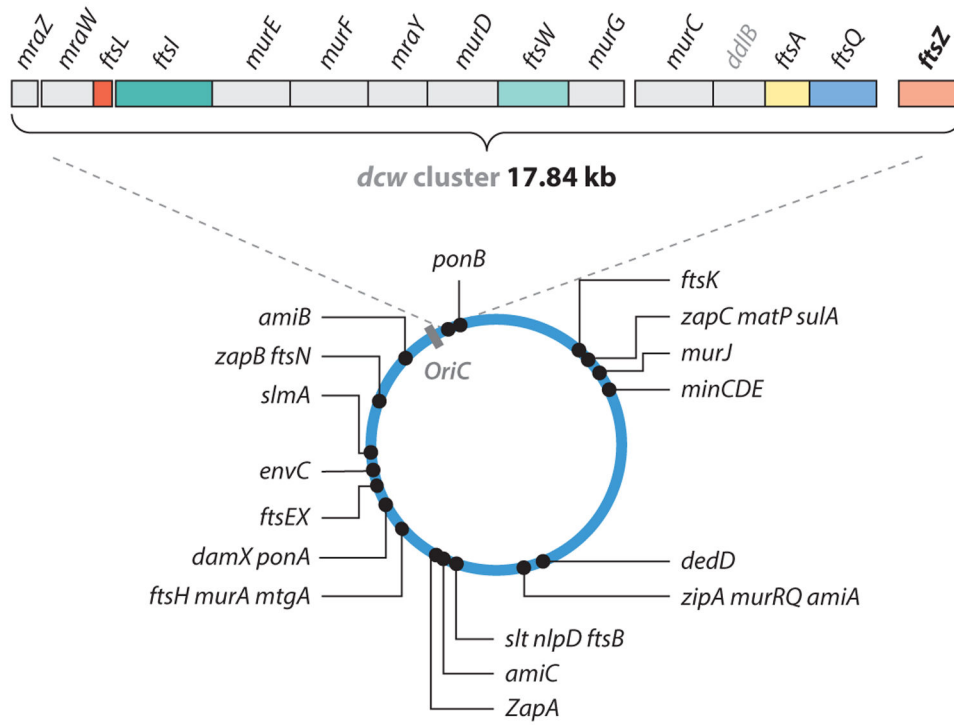 mraZ
mraW
ftsL
ftsI
murE
murF
mraY
murD
ftsW
murG
murC
ddlB
ftsA
ftsQ
ftsZ
dcw cluster 17.84 kb
ponB
ftsK
amiB
zapC matP sulA
zapB ftsN
murJ
OriC
slmA
minCDE
envC
ftsEX
damX ponA
dedD
ftsH murA mtgA
zipA murRQ amiA
slt nlpD ftsB
amiC
ZapA